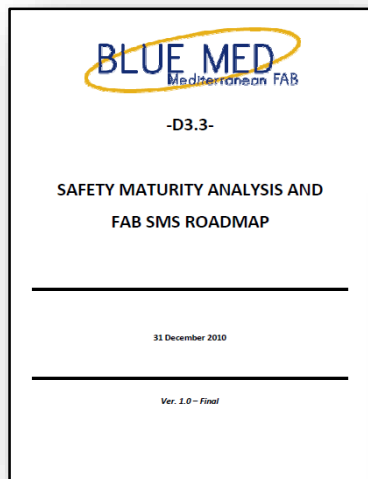 BLUE MED
Mediterranean FAB
-D3.3-
SAFETY MATURITY ANALYSIS AND
FAB SMS ROADMAP
31 December 2010
Ver. 1.0 – Final